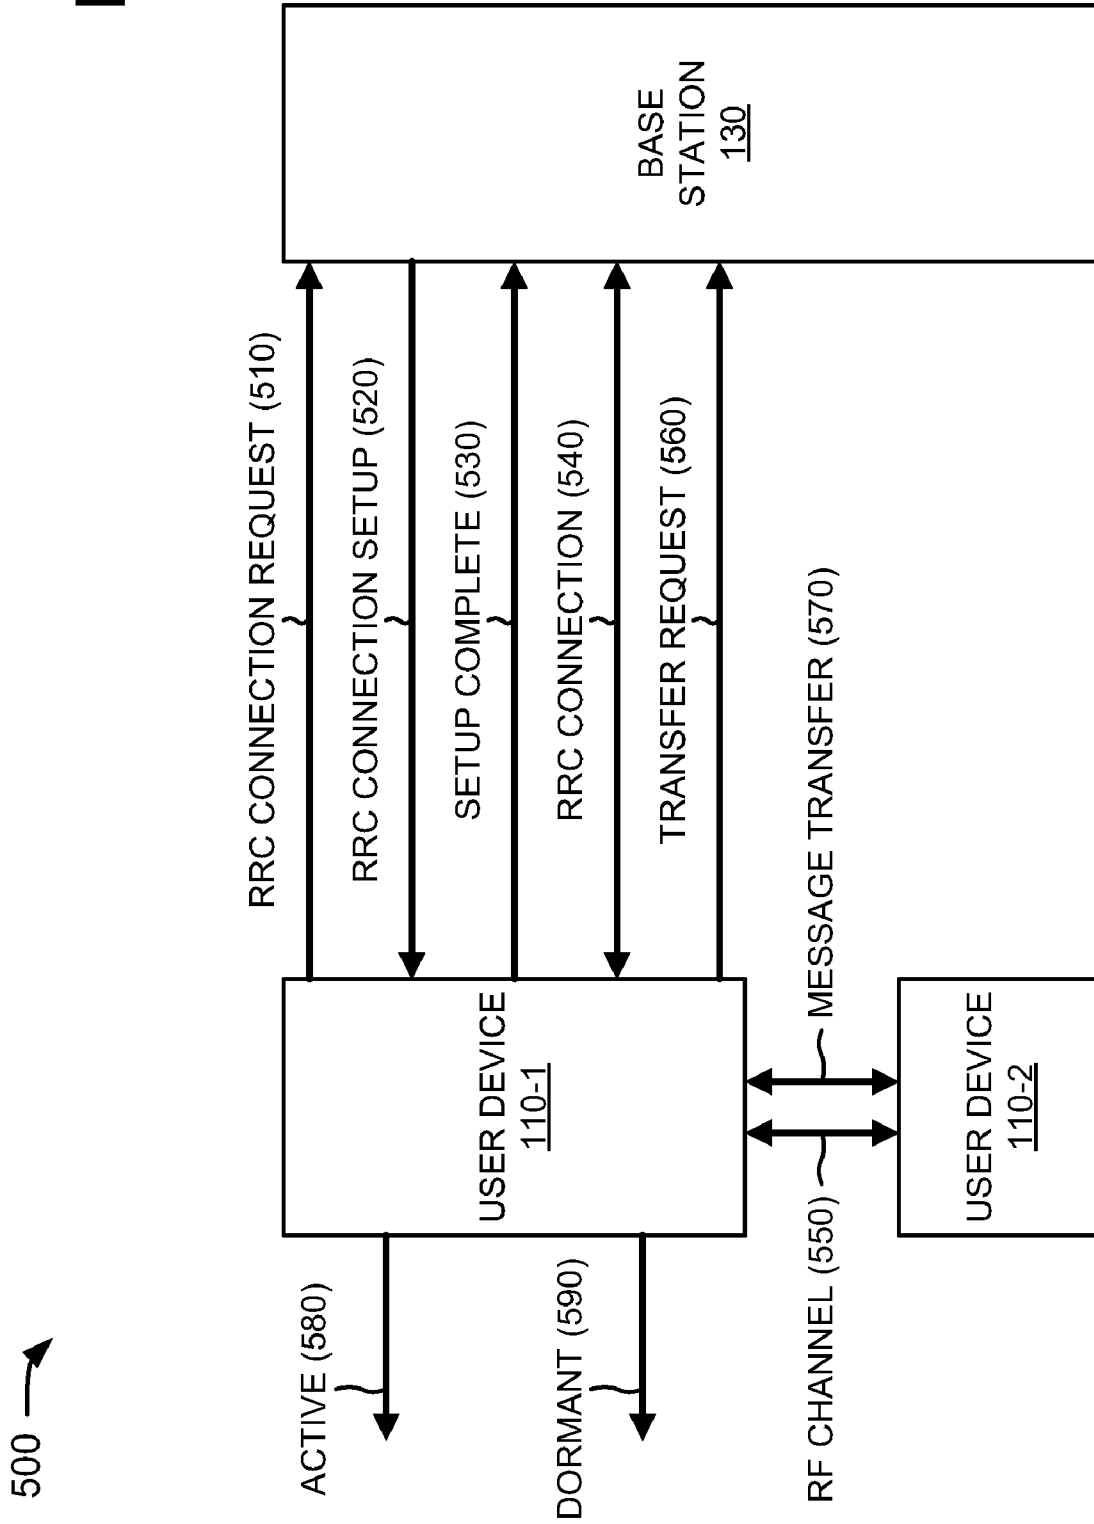 500
RRC CONNECTION REQUEST (510)
RRC CONNECTION SETUP (520)
SETUP COMPLETE (530)
RRC CONNECTION (540)
TRANSFER REQUEST (560)
ACTIVE (580)
DORMANT (590)
USER DEVICE
110-1
BASE
STATION
130
RF CHANNEL (550)
MESSAGE TRANSFER (570)
USER DEVICE
110-2